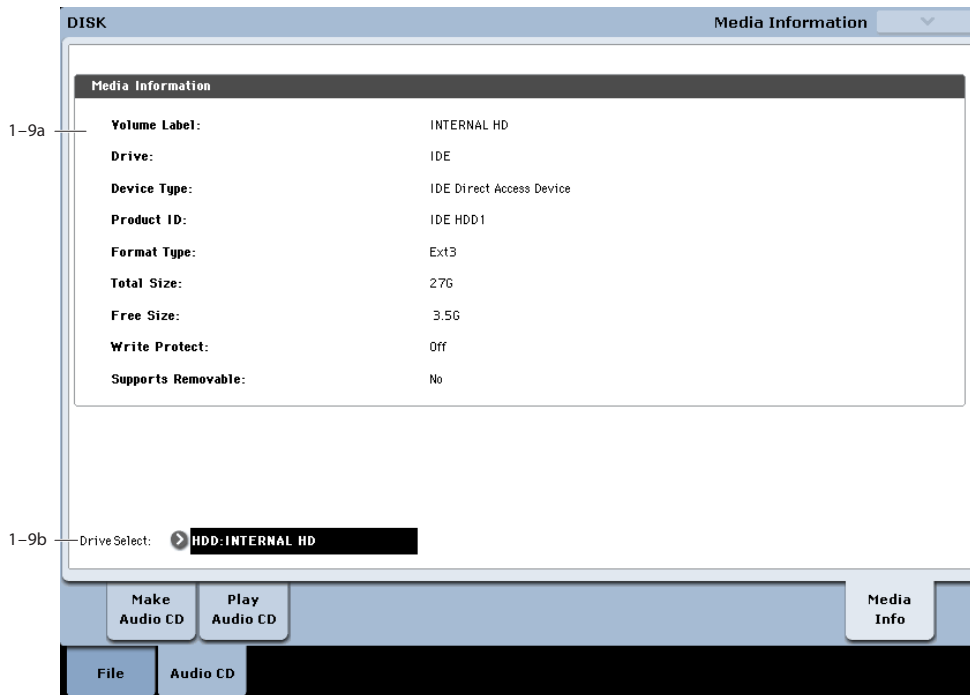 DISK
Media Information
Media Information
1–9a
Volume Label: INTERNAL HD
Drive: IDE
Device Type: IDE Direct Access Device
Product ID: IDE HDD1
Format Type: Ext3
Total Size: 27G
Free Size: 3.5G
Write Protect: Off
Supports Removable: No
1–9b
Drive Select: HDD:INTERNAL HD
Make
Audio CD
Play
Audio CD
Media
Info
File
Audio CD